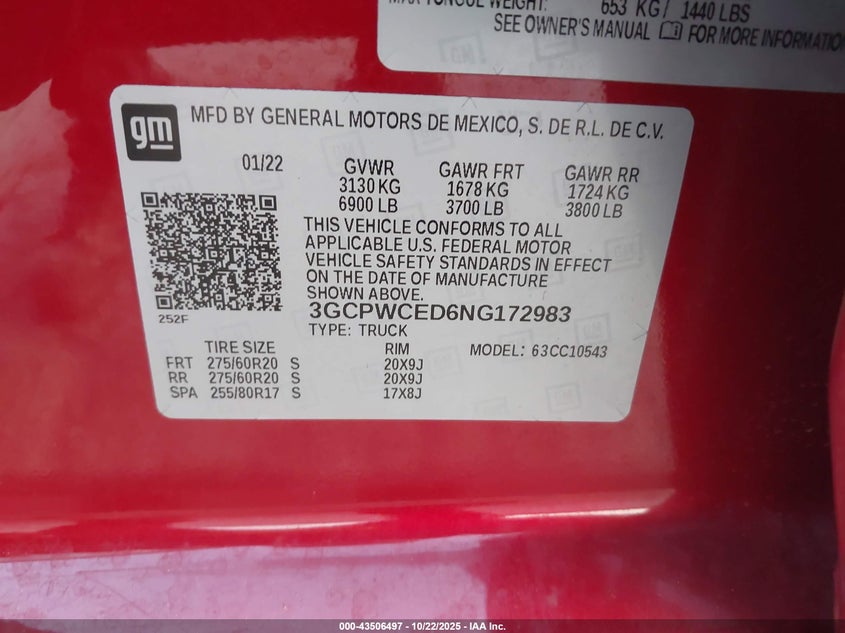 653 KG / 1440 LBS
SEE OWNER'S MANUAL FOR MORE INFORMATION
gm
MFD BY GENERAL MOTORS DE MEXICO, S. DE R.L. DE C.V.
01/22 GVWR GAWR FRT GAWR RR
3130 KG 1678 KG 1724 KG
6900 LB 3700 LB 3800 LB
THIS VEHICLE CONFORMS TO ALL
APPLICABLE U.S. FEDERAL MOTOR
VEHICLE SAFETY STANDARDS IN EFFECT
ON THE DATE OF MANUFACTURE
SHOWN ABOVE.
252F
3GCPWCED6NG172983
TYPE: TRUCK
TIRE SIZE RIM MODEL: 63CC10543
FRT 275/60R20 S 20X9J
RR 275/60R20 S 20X9J
SPA 255/80R17 S 17X8J
000-43506497 - 10/22/2025 - IAA Inc.